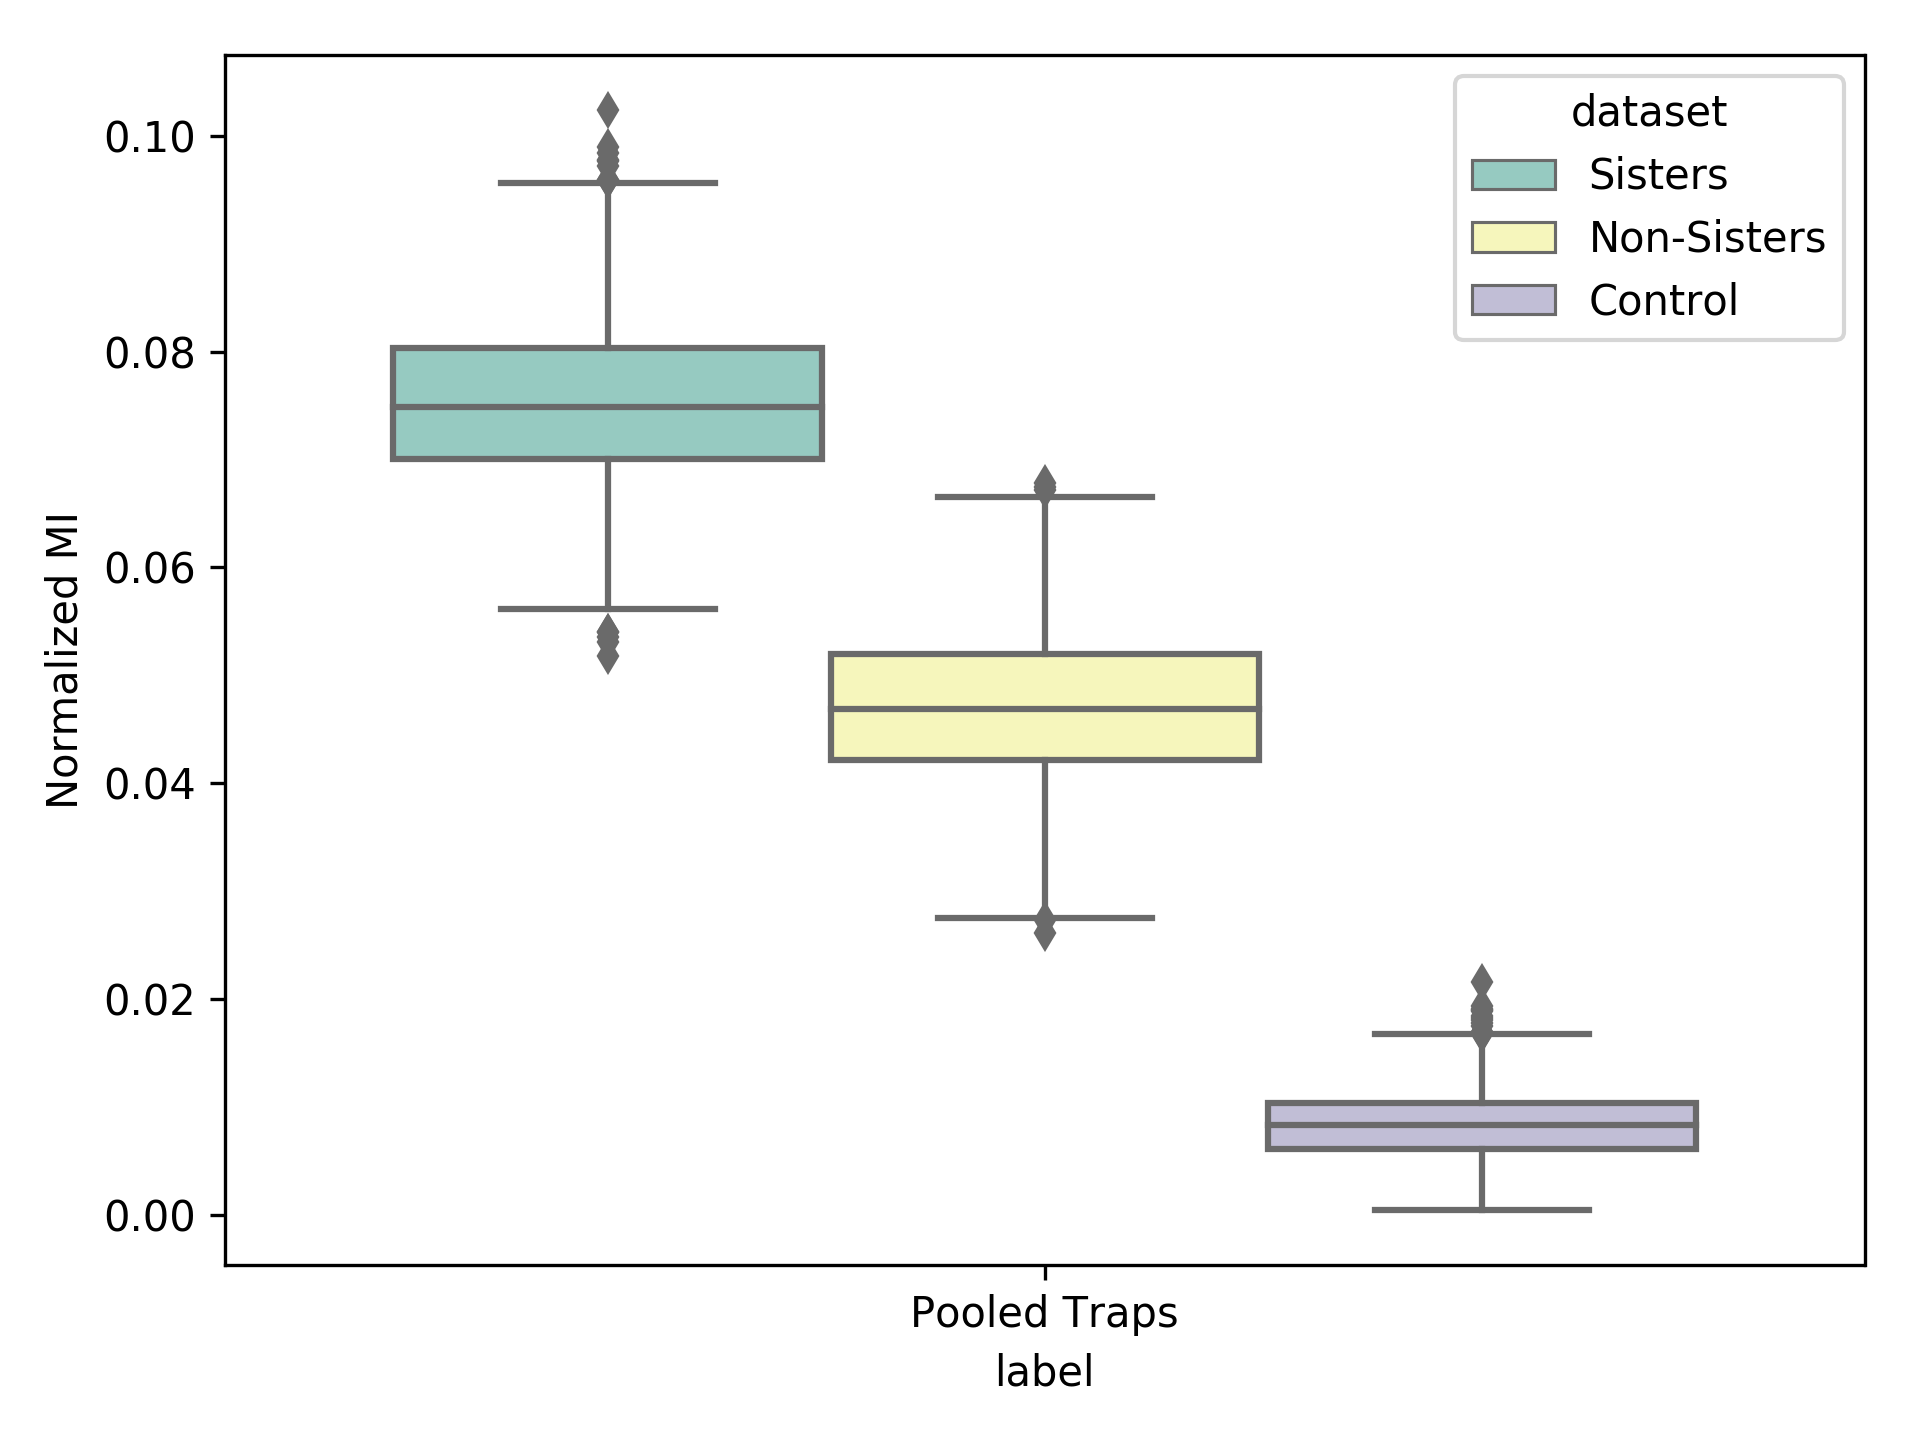 dataset
Sisters
Non-Sisters
Control
Normalized MI
0.10
0.08
0.06
0.04
0.02
0.00
Pooled Traps
label